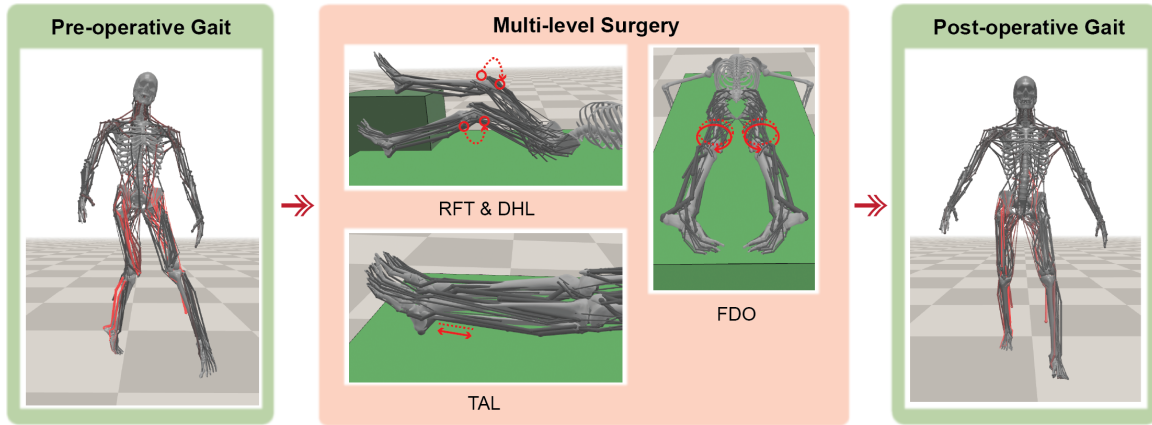 Pre-operative Gait
Multi-level Surgery
RFT & DHL
TAL
FDO
Post-operative Gait